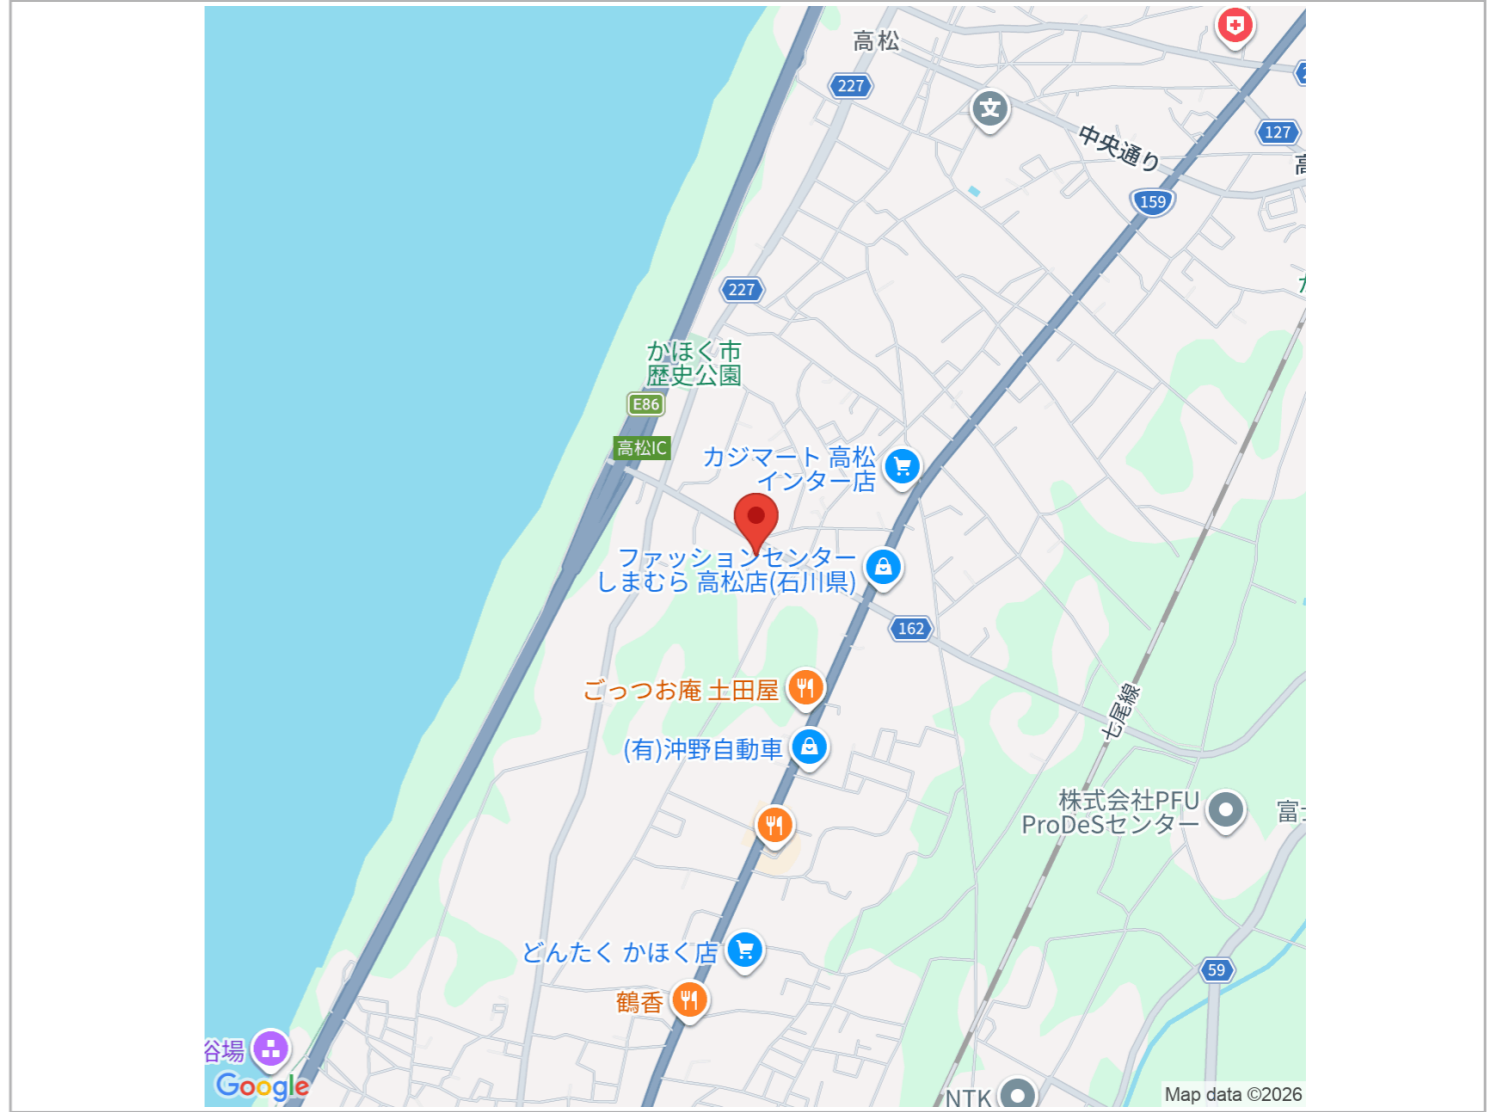 高松
227
中央通り
127
159
227
かほく市
歴史公園
E86
高松IC
カジマート 高松
インター店
ファッションセンター
しまむら 高松店(石川県)
162
ごっつお庵 土田屋
七尾線
(有)沖野自動車
株式会社PFU
ProDeSセンター
どんたく かほく店
59
鶴香
浴場
Google
NTK
Map data ©2026